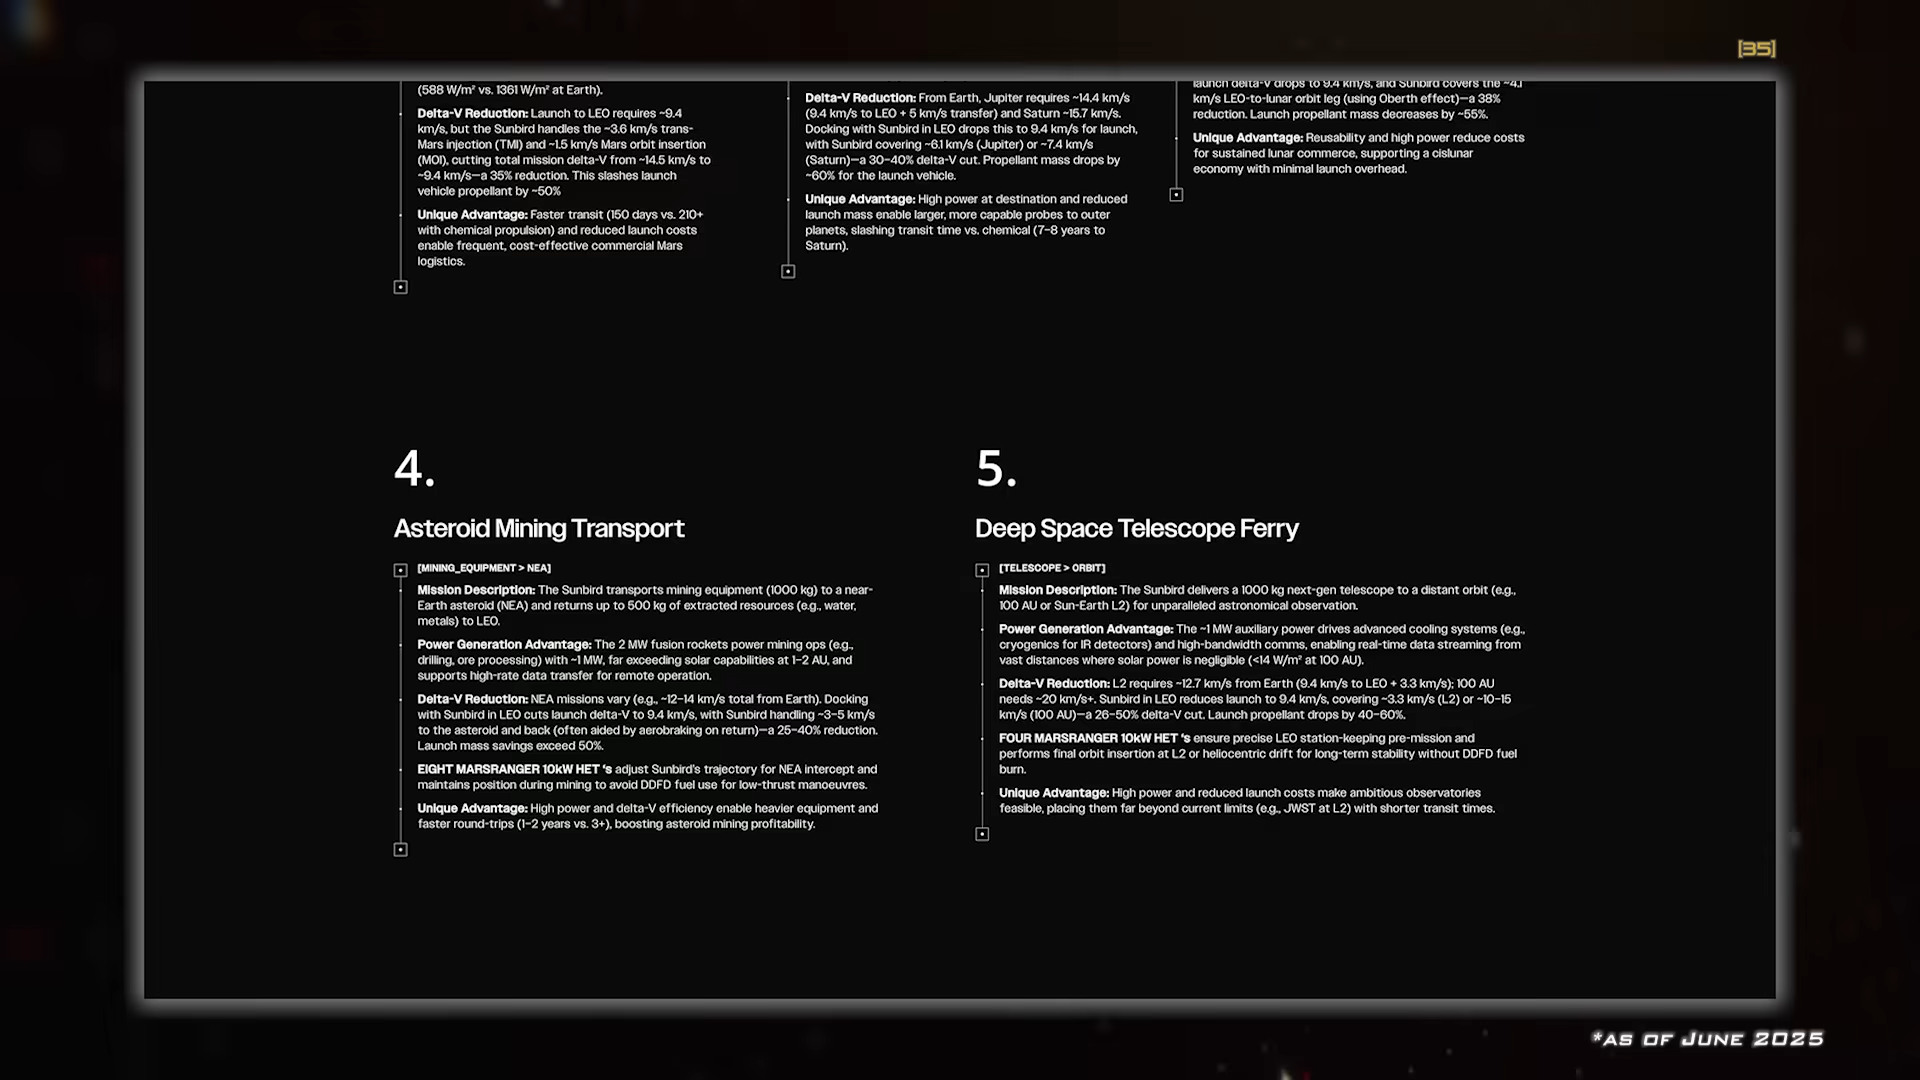 [35]
(588 W/m² vs. 1361 W/m² at Earth).
Delta-V Reduction: Launch to LEO requires ~9.4
km/s, but the Sunbird handles the ~3.6 km/s trans-
Mars injection (TMI) and ~1.5 km/s Mars orbit insertion
(MOI), cutting total mission delta-V from ~14.5 km/s to
~9.4 km/s—a 35% reduction. This slashes launch
vehicle propellant by ~50%
Unique Advantage: Faster transit (150 days vs. 210+
with chemical propulsion) and reduced launch costs
enable frequent, cost-effective commercial Mars
logistics.
Delta-V Reduction: From Earth, Jupiter requires ~14.4 km/s
(9.4 km/s to LEO + 5 km/s transfer) and Saturn ~15.7 km/s.
Docking with Sunbird in LEO drops this to 9.4 km/s for launch,
with Sunbird covering ~6.1 km/s (Jupiter) or ~7.4 km/s
(Saturn)—a 30-40% delta-V cut. Propellant mass drops by
~60% for the launch vehicle.
Unique Advantage: High power at destination and reduced
launch mass enable larger, more capable probes to outer
planets, slashing transit time vs. chemical (7-8 years to
Saturn).
launch delta-V drops to 9.4 km/s, and Sunbird covers the ~4.1
km/s LEO-to-lunar orbit leg (using Oberth effect)—a 38%
reduction. Launch propellant mass decreases by ~55%.
Unique Advantage: Reusability and high power reduce costs
for sustained lunar commerce, supporting a cislunar
economy with minimal launch overhead.
4.
Asteroid Mining Transport
[MINING_EQUIPMENT > NEA]
Mission Description: The Sunbird transports mining equipment (1000 kg) to a near-
Earth asteroid (NEA) and returns up to 500 kg of extracted resources (e.g., water,
metals) to LEO.
Power Generation Advantage: The 2 MW fusion rockets power mining ops (e.g.,
drilling, ore processing) with ~1 MW, far exceeding solar capabilities at 1-2 AU, and
supports high-rate data transfer for remote operation.
Delta-V Reduction: NEA missions vary (e.g., ~12-14 km/s total from Earth). Docking
with Sunbird in LEO cuts launch delta-V to 9.4 km/s, with Sunbird handling ~3-5 km/s
to the asteroid and back (often aided by aerobraking on return)—a 25-40% reduction.
Launch mass savings exceed 50%.
EIGHT MARSRANGER 10kW HET ‘s adjust Sunbird’s trajectory for NEA intercept and
maintains position during mining to avoid DDFD fuel use for low-thrust manoeuvres.
Unique Advantage: High power and delta-V efficiency enable heavier equipment and
faster round-trips (1-2 years vs. 3+), boosting asteroid mining profitability.
5.
Deep Space Telescope Ferry
[TELESCOPE > ORBIT]
Mission Description: The Sunbird delivers a 1000 kg next-gen telescope to a distant orbit (e.g.,
100 AU or Sun-Earth L2) for unparalleled astronomical observation.
Power Generation Advantage: The ~1 MW auxiliary power drives advanced cooling systems (e.g.,
cryogenics for IR detectors) and high-bandwidth comms, enabling real-time data streaming from
vast distances where solar power is negligible (<14 W/m² at 100 AU).
Delta-V Reduction: L2 requires ~12.7 km/s from Earth (9.4 km/s to LEO + 3.3 km/s); 100 AU
needs ~20 km/s+. Sunbird in LEO reduces launch to 9.4 km/s, covering ~3.3 km/s (L2) or ~10-15
km/s (100 AU)—a 26-50% delta-V cut. Launch propellant drops by 40-60%.
FOUR MARSRANGER 10kW HET ‘s ensure precise LEO station-keeping pre-mission and
performs final orbit insertion at L2 or heliocentric drift for long-term stability without DDFD fuel
burn.
Unique Advantage: High power and reduced launch costs make ambitious observatories
feasible, placing them far beyond current limits (e.g., JWST at L2) with shorter transit times.
*AS OF JUNE 2025